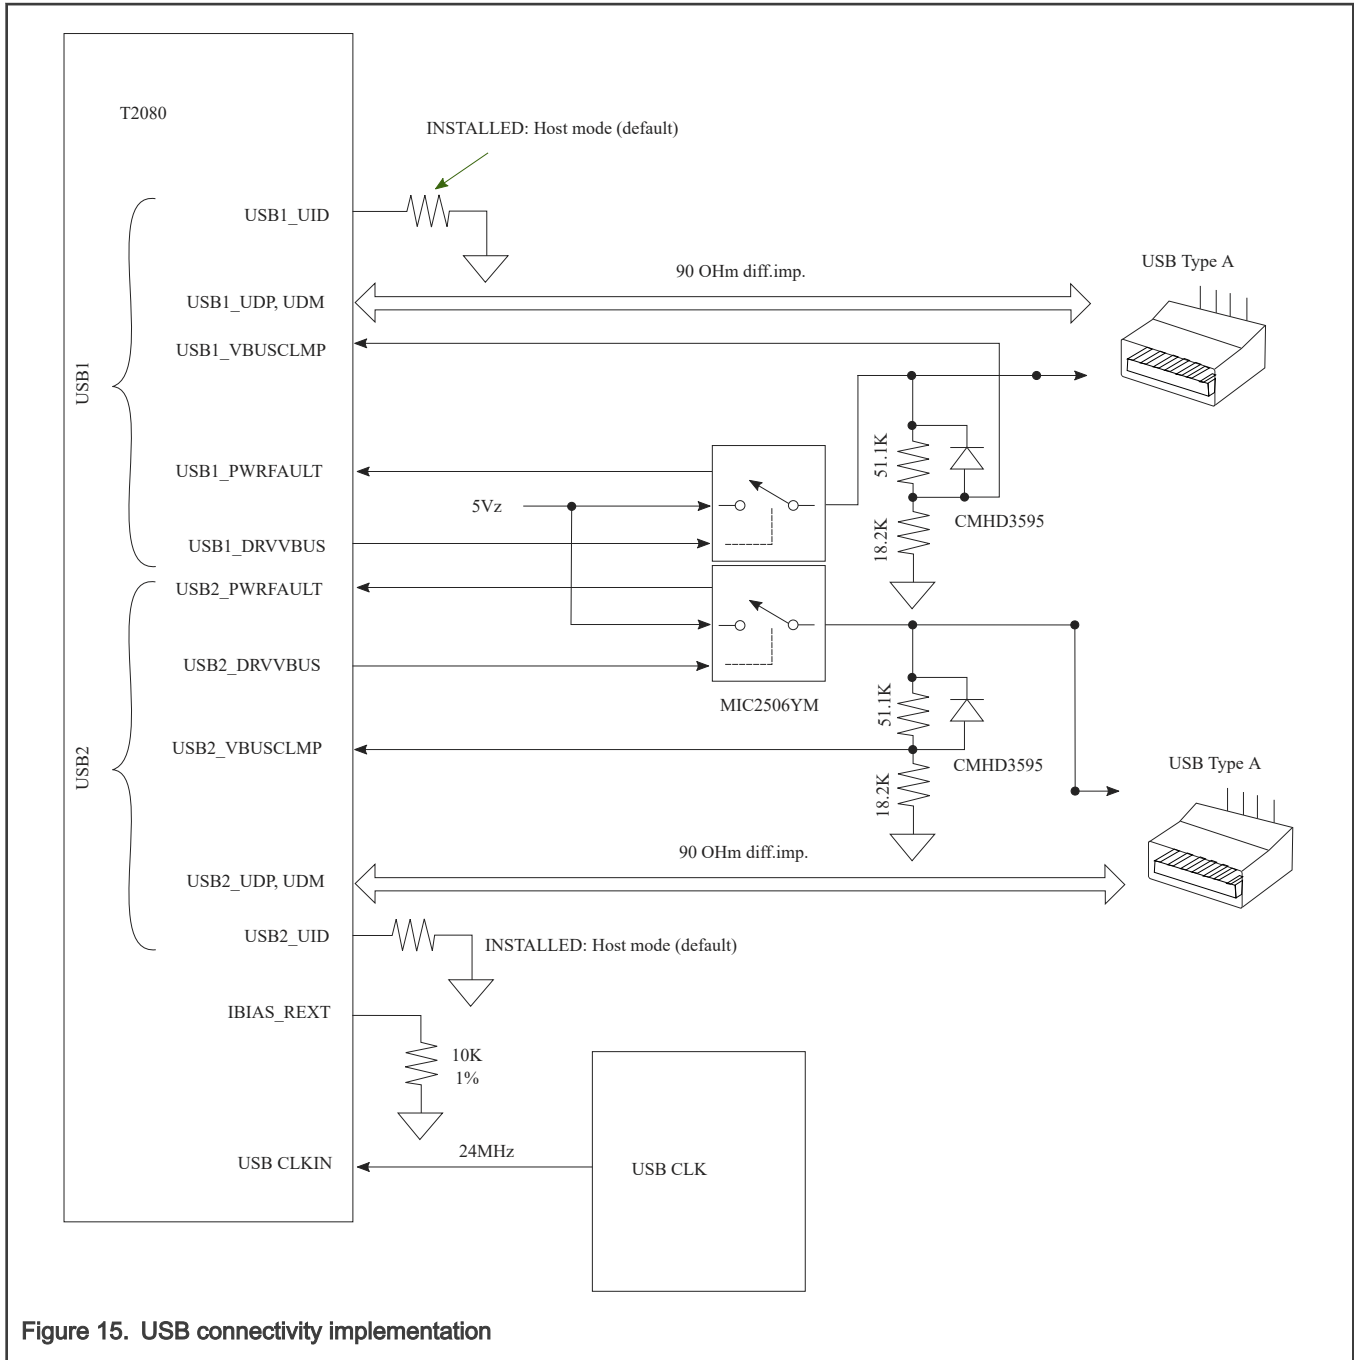 T2080
INSTALLED: Host mode (default)
USB1_UID
90 OHm diff.imp.
USB Type A
USB1_UDP, UDM
USB1_VBUSCLMP
USB1
51.1K
USB1_PWRFAULT
5Vz
CMHD3595
18.2K
USB1_DRVVBUS
USB2_PWRFAULT
USB2_DRVVBUS
MIC2506YM
51.1K
USB2_VBUSCLMP
USB2
CMHD3595
USB Type A
18.2K
90 OHm diff.imp.
USB2_UDP, UDM
USB2_UID
INSTALLED: Host mode (default)
IBIAS_REXT
10K
1%
24MHz
USB CLKIN
USB CLK
Figure 15. USB connectivity implementation